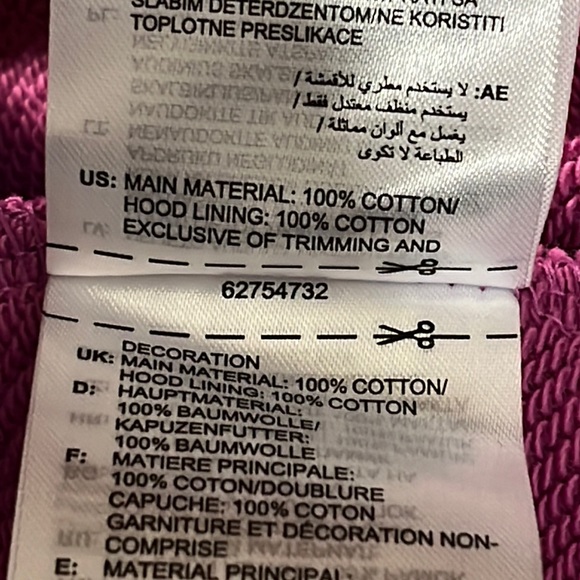 SLABIM DETERDZENTOM/NE KORISTITI
TOPLOTNE PRESLIKACE
AE: لا يستخدم مطري للأقمشة /
يستخدم منظف معتدل فقط /
يغسل مع ألوان مماثلة /
الطباعة لا تكوى
US: MAIN MATERIAL: 100% COTTON/
HOOD LINING: 100% COTTON
EXCLUSIVE OF TRIMMING AND
62754732
DECORATION
UK: MAIN MATERIAL: 100% COTTON/
HOOD LINING: 100% COTTON
D: HAUPTMATERIAL:
100% BAUMWOLLE/
KAPUZENFUTTER:
100% BAUMWOLLE
F: MATIERE PRINCIPALE:
100% COTON/DOUBLURE
CAPUCHE: 100% COTON
GARNITURE ET DÉCORATION NON-
COMPRISE
E: MATERIAL PRINCIPAL: